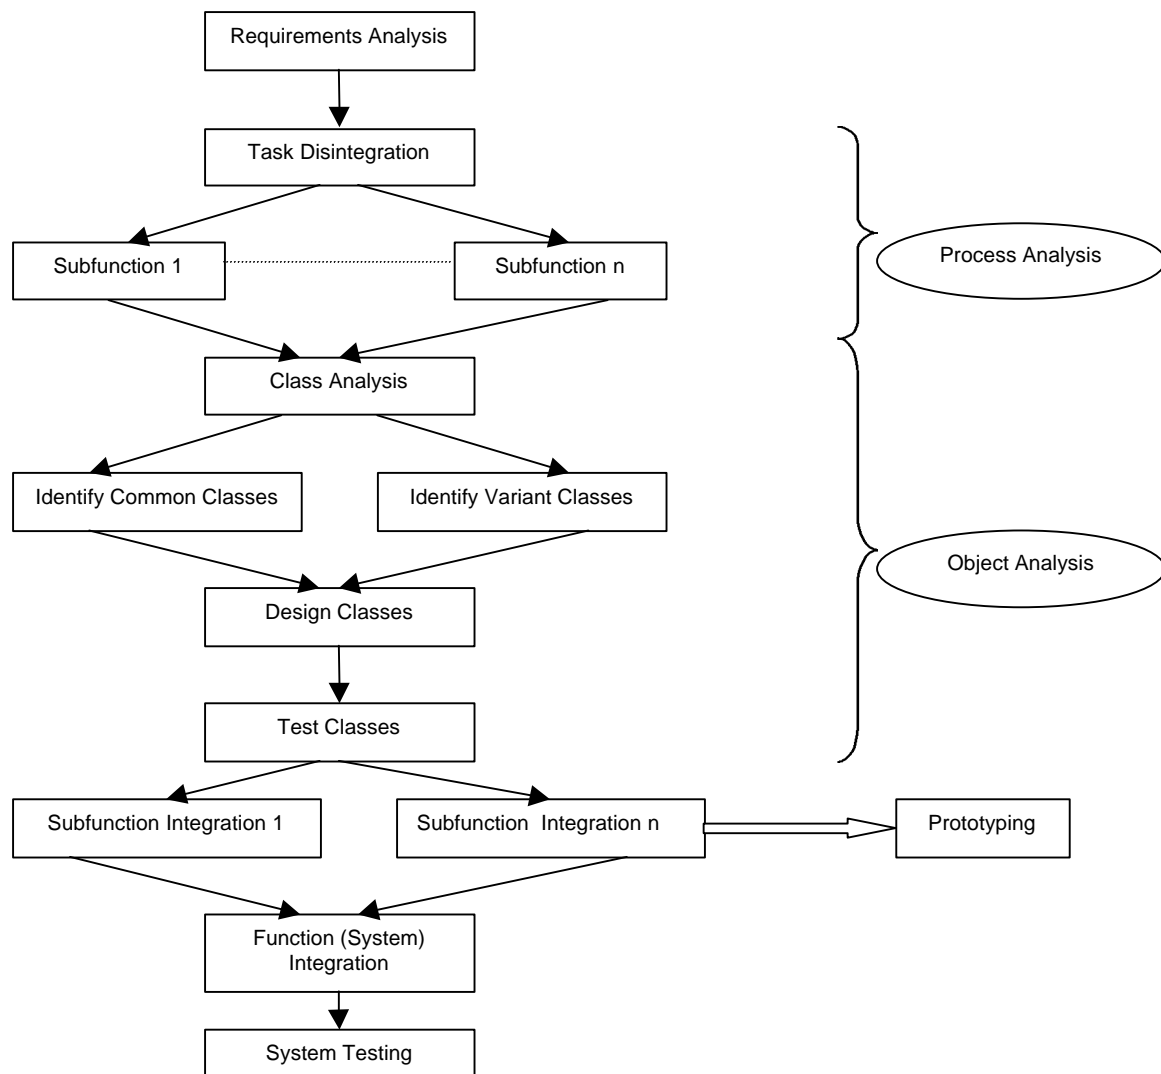 Requirements Analysis
Task Disintegration
Subfunction 1
Subfunction n
Process Analysis
Class Analysis
Identify Common Classes
Identify Variant Classes
Object Analysis
Design Classes
Test Classes
Subfunction Integration 1
Subfunction  Integration n
Prototyping
Function (System)
Integration
System Testing